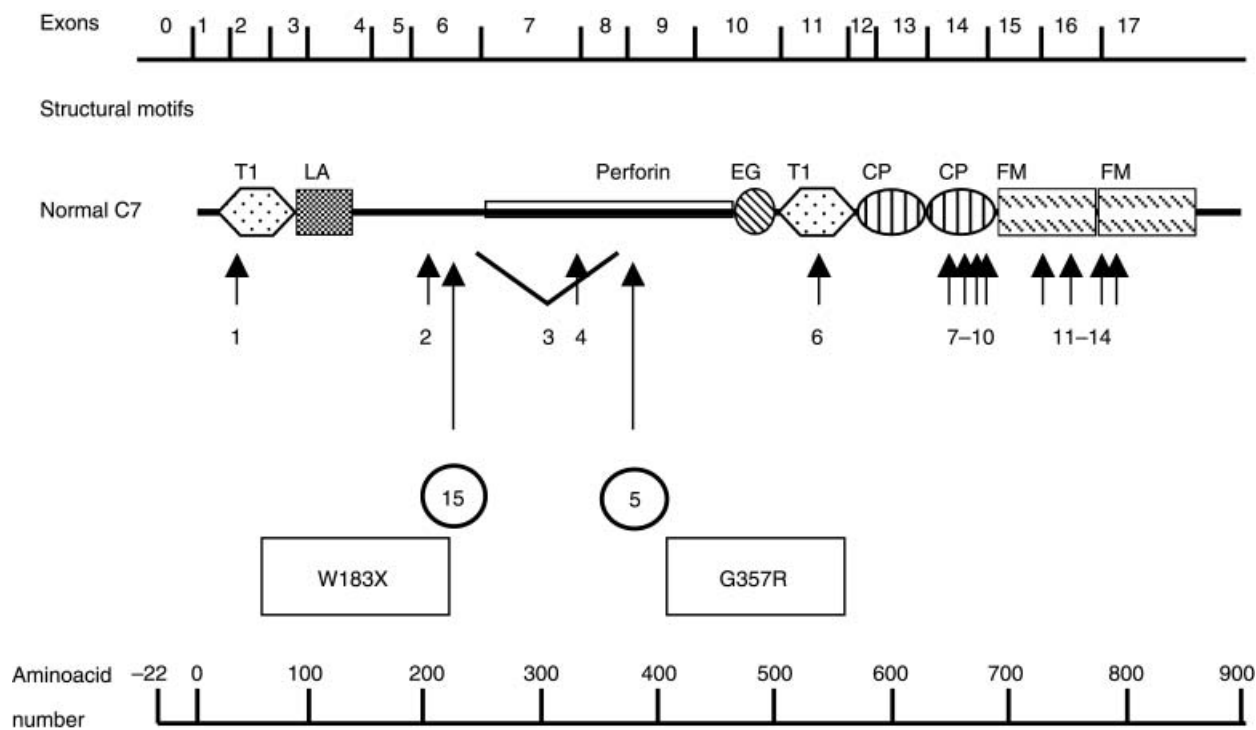 Exons 0 1 2 3 4 5 6 7 8 9 10 11 12 13 14 15 16 17
Structural motifs
T1 LA Perforin EG T1 CP CP FM FM
Normal C7
1 2 3 4 6 7–10 11–14
15 5
W183X G357R
Aminoacid –22 0 100 200 300 400 500 600 700 800 900
number